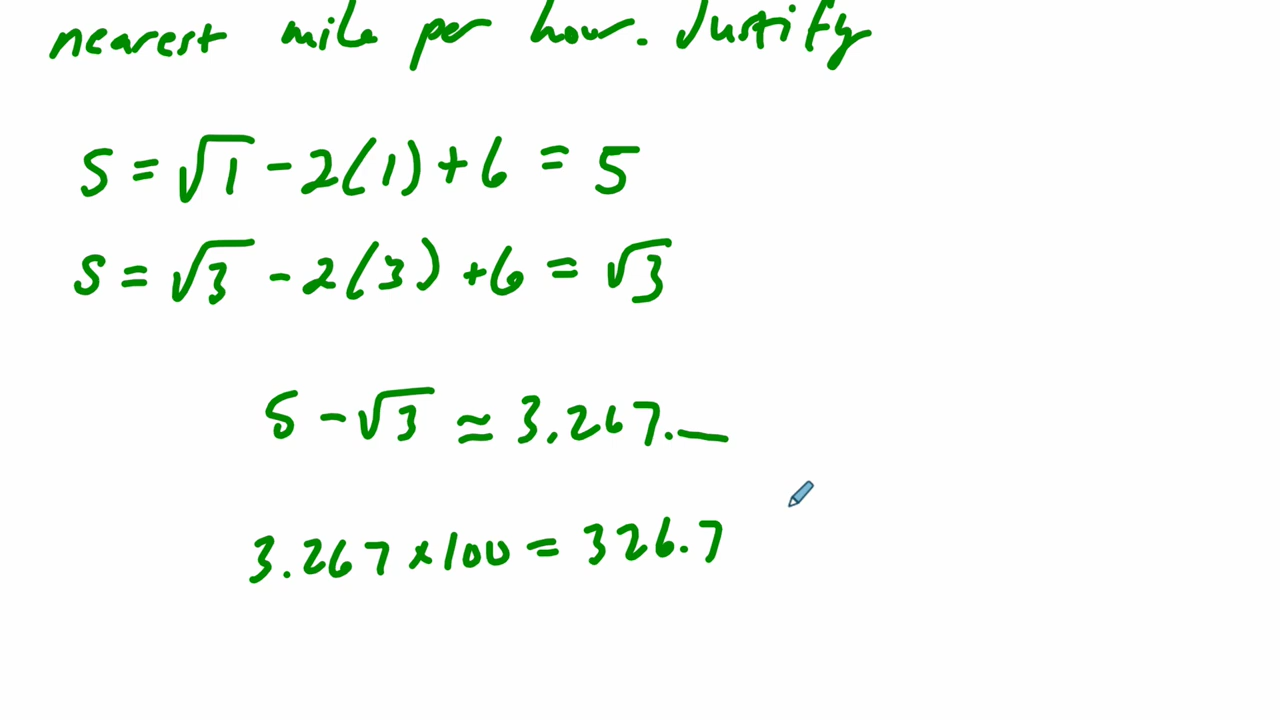 nearest mile per hour. Justify
S = √1 - 2(1) + 6 = 5
S = √3 - 2(3) + 6 = √3
5 - √3 ≈ 3.267.__
3.267 × 100 = 326.7